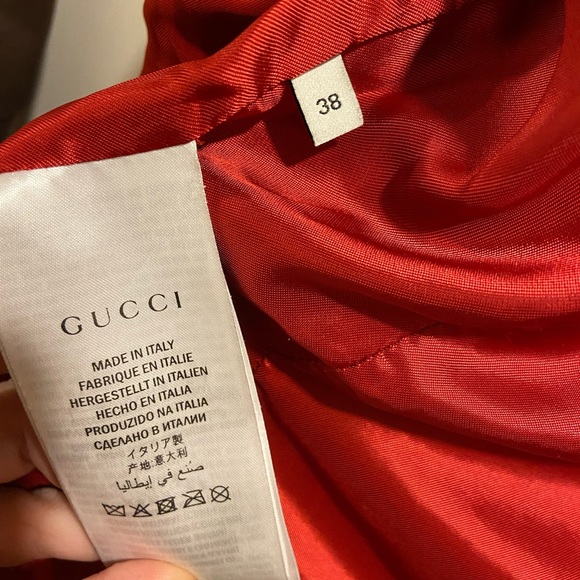 38
GUCCI
MADE IN ITALY
FABRIQUE EN ITALIE
HERGESTELLT IN ITALIEN
HECHO EN ITALIA
PRODUZIDO NA ITALIA
СДЕЛАНО В ИТАЛИИ
イタリア製
产地:意大利
صنع في إيطاليا